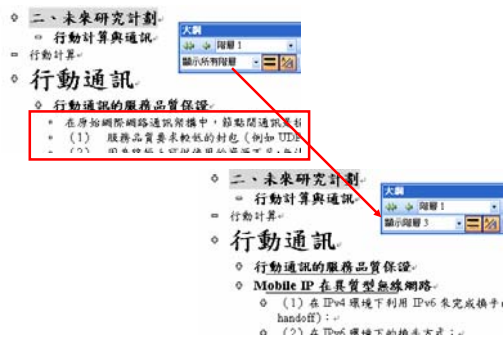 二、未來研究計劃
行動計算與通訊
行動計算
行動通訊
行動通訊的服務品質保證
在原始網際網路通訊架構中，節點間通訊是
(1) 服務品質要求較低的封包（例如 UDP
(2)
大綱
階層 1
顯示所有階層
二、未來研究計劃
行動計算與通訊
行動計算
行動通訊
行動通訊的服務品質保證
Mobile IP 在異質型無線網路
(1) 在 IPv4 環境下利用 IPv6 來完成換手
handoff)：
(2) 在 IPv6 環境下的換手方式：
大綱
階層 1
顯示階層 3